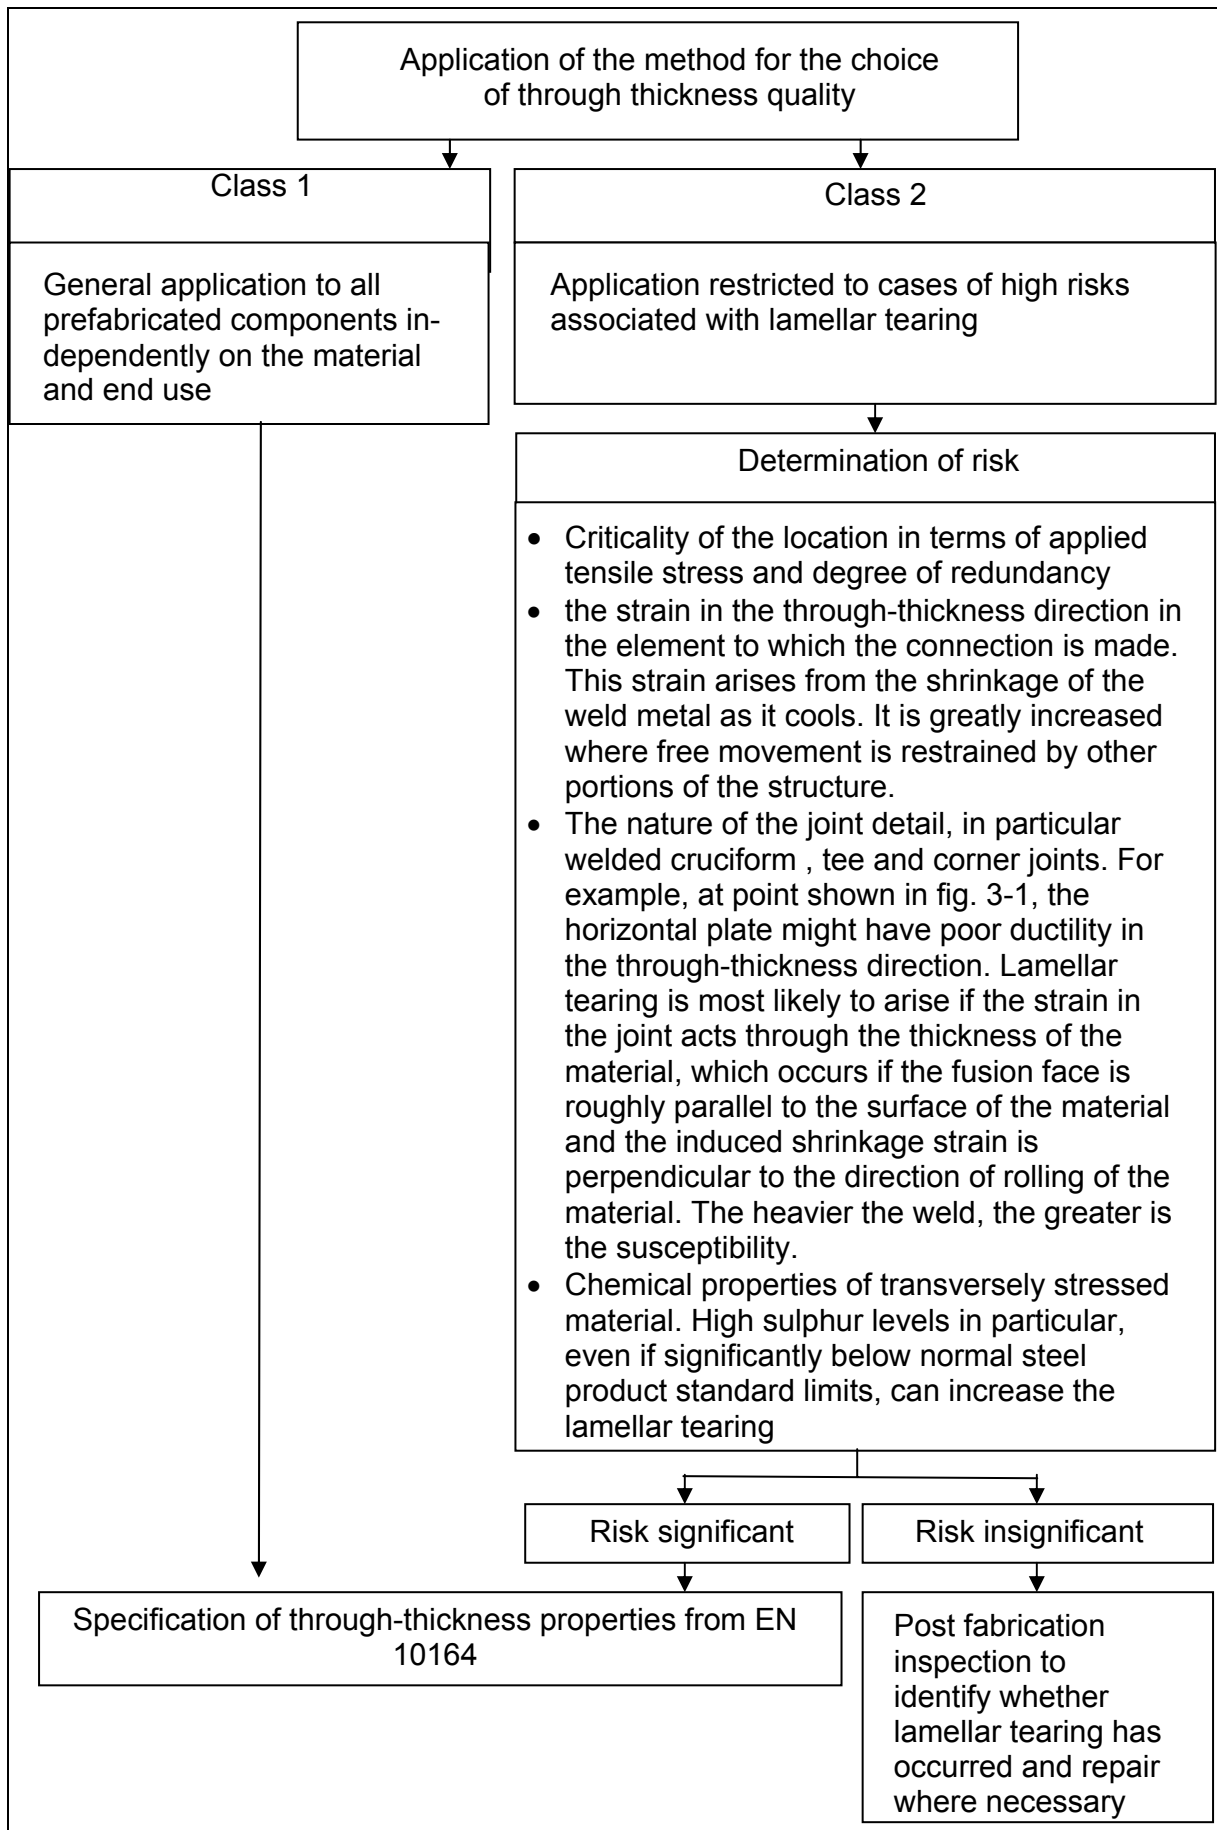 Application of the method for the choice
of through thickness quality
Class 1
General application to all
prefabricated components in-
dependently on the material
and end use
Class 2
Application restricted to cases of high risks
associated with lamellar tearing
Determination of risk
• Criticality of the location in terms of applied
tensile stress and degree of redundancy
• the strain in the through-thickness direction in
the element to which the connection is made.
This strain arises from the shrinkage of the
weld metal as it cools. It is greatly increased
where free movement is restrained by other
portions of the structure.
• The nature of the joint detail, in particular
welded cruciform , tee and corner joints. For
example, at point shown in fig. 3-1, the
horizontal plate might have poor ductility in
the through-thickness direction. Lamellar
tearing is most likely to arise if the strain in
the joint acts through the thickness of the
material, which occurs if the fusion face is
roughly parallel to the surface of the material
and the induced shrinkage strain is
perpendicular to the direction of rolling of the
material. The heavier the weld, the greater is
the susceptibility.
• Chemical properties of transversely stressed
material. High sulphur levels in particular,
even if significantly below normal steel
product standard limits, can increase the
lamellar tearing
Risk significant
Risk insignificant
Specification of through-thickness properties from EN
10164
Post fabrication
inspection to
identify whether
lamellar tearing has
occurred and repair
where necessary